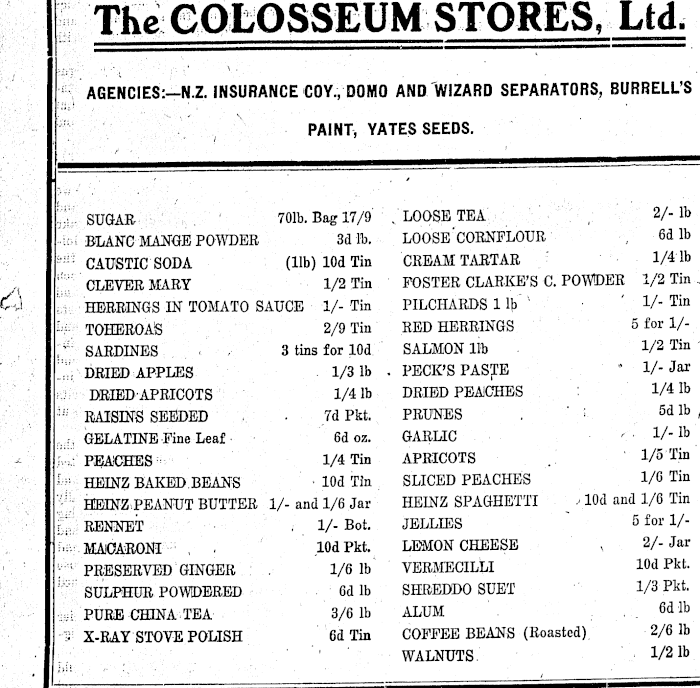 The COLOSSEUM STORES, Ltd.
AGENCIES:—N.Z. INSURANCE COY., DOMO AND WIZARD SEPARATORS, BURRELL'S
PAINT, YATES SEEDS.
SUGAR 70lb. Bag 17/9
BLANC MANGE POWDER 3d lb.
CAUSTIC SODA (1lb) 10d Tin
CLEVER MARY 1/2 Tin
HERRINGS IN TOMATO SAUCE 1/- Tin
TOHEROA'S 2/9 Tin
SARDINES 3 tins for 10d
DRIED APPLES 1/3 lb
DRIED APRICOTS 1/4 lb
RAISINS SEEDED 7d Pkt.
GELATINE Fine Leaf 6d oz.
PEACHES 1/4 Tin
HEINZ BAKED BEANS 10d Tin
HEINZ PEANUT BUTTER 1/- and 1/6 Jar
RENNET 1/- Bot.
MACARONI 10d Pkt.
PRESERVED GINGER 1/6 lb
SULPHUR POWDERED 6d lb
PURE CHINA TEA 3/6 lb
X-RAY STOVE POLISH 6d Tin
LOOSE TEA 2/- lb
LOOSE CORNFLOUR 6d lb
CREAM TARTAR 1/4 lb
FOSTER CLARKE'S C. POWDER 1/2 Tin
PILCHARDS 1 lb 1/- Tin
RED HERRINGS 5 for 1/-
SALMON 1lb 1/2 Tin
PECK'S PASTE 1/- Jar
DRIED PEACHES 1/4 lb
PRUNES 5d lb
GARLIC 1/- lb
APRICOTS 1/5 Tin
SLICED PEACHES 1/6 Tin
HEINZ SPAGHETTI 10d and 1/6 Tin
JELLIES 5 for 1/-
LEMON CHEESE 2/- Jar
VERMECILLI 10d Pkt.
SHREDDO SUET 1/3 Pkt.
ALUM 6d lb
COFFEE BEANS (Roasted) 2/6 lb
WALNUTS 1/2 lb